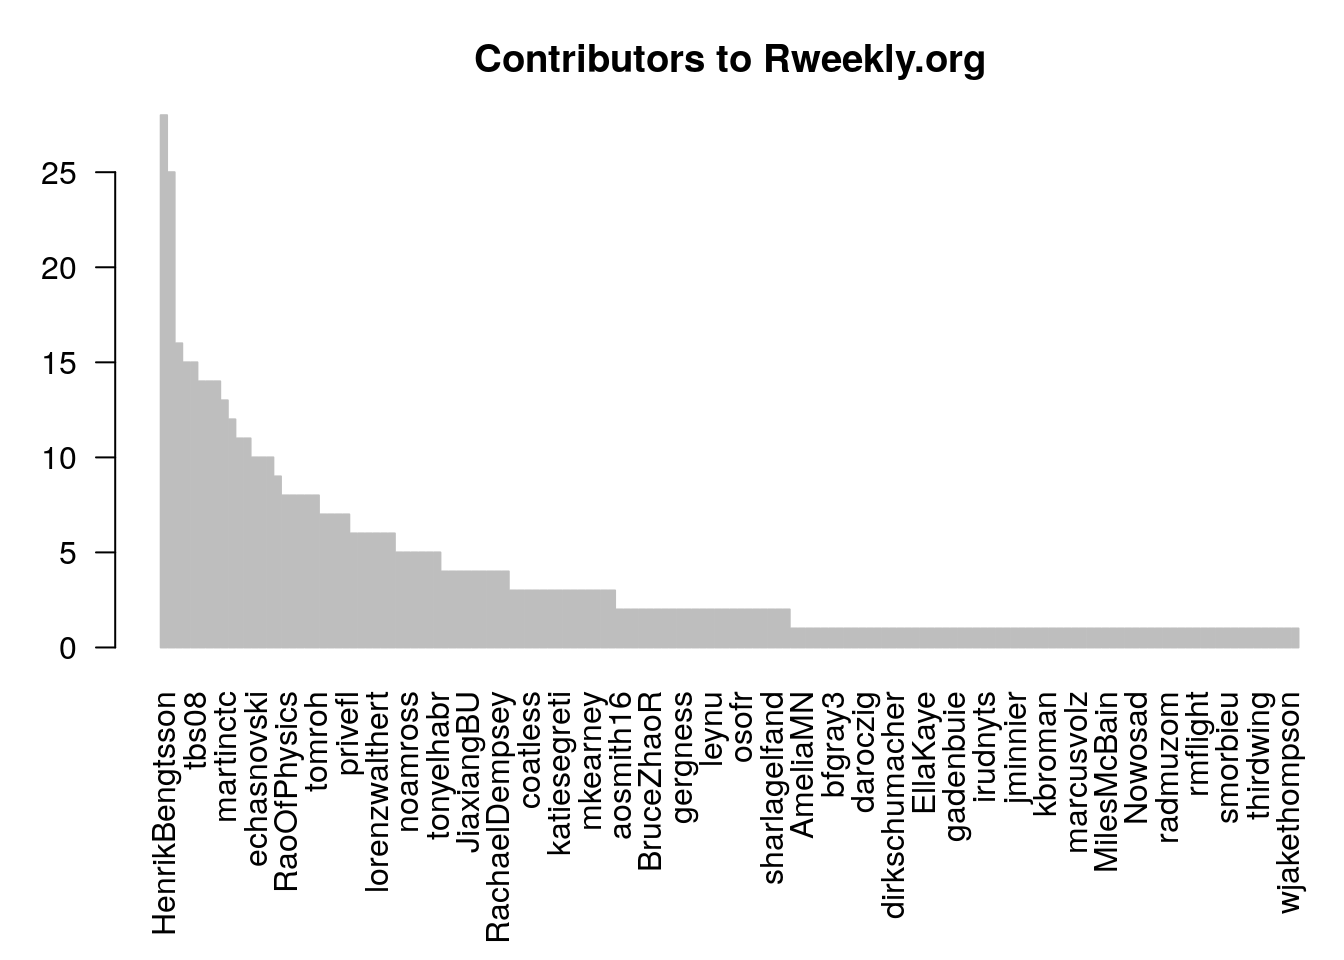 Contributors to Rweekly.org
25
20
15
10
5
0
HenrikBengtsson
tbs08
martinctc
echasnovski
RaoOfPhysics
tomroh
privefl
lorenzwalthert
noamross
tonyelhabr
JiaxiangBU
RachaelDempsey
coatless
katiesegreti
mkearney
aosmith16
BruceZhaoR
gergness
leynu
osofr
sharlagelfand
AmeliaMN
bfgray3
daroczig
dirkschumacher
EllaKaye
gadenbuie
irudnyts
jminnier
kbroman
marcusvolz
MilesMcBain
Nowosad
radmuzom
rmflight
smorbieu
thirdwing
wjakethompson